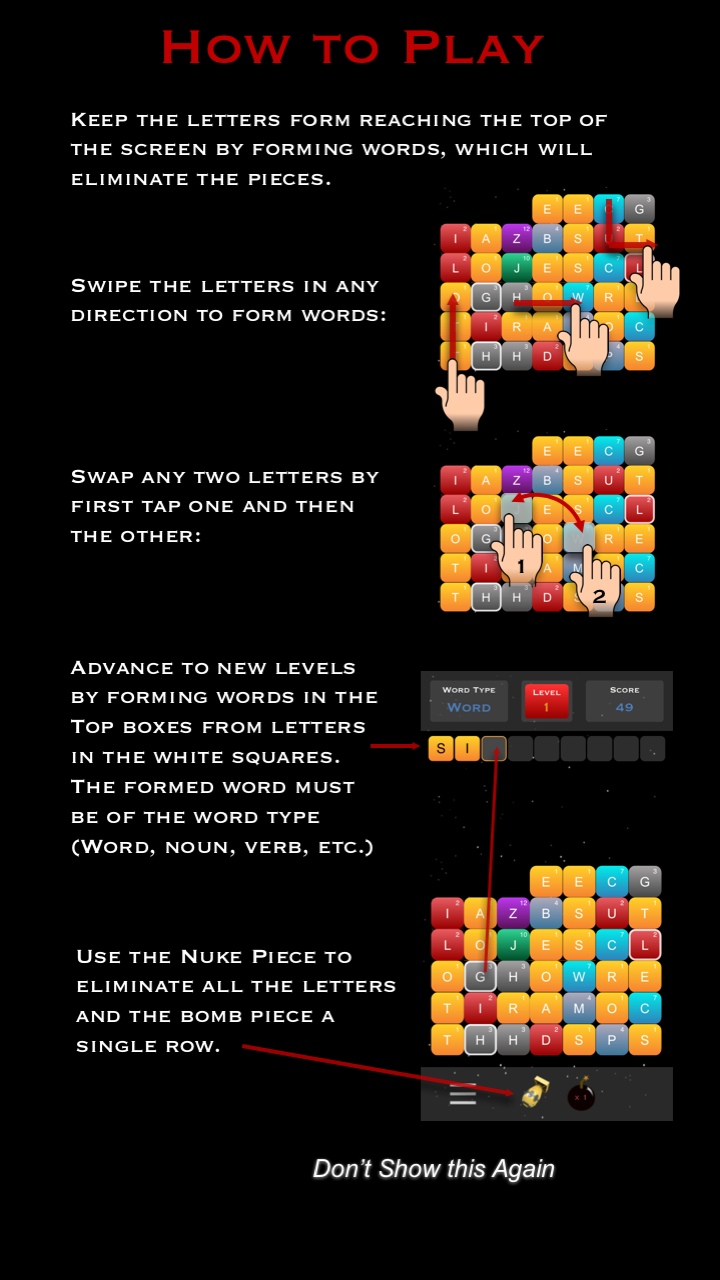 How to Play
Keep the letters form reaching the top of
the screen by forming words, which will
eliminate the pieces.
E E C G
I A Z B S U T
L O J E S C L
Swipe the letters in any
direction to form words:
O G H O W R E
T I R A O C
T H H D P S
E E C G
I A Z B S U T
Swap any two letters by
first tap one and then
the other:
L O E S C L
O G O R E
T I A M C
T H H D S S
1
2
Advance to new levels
by forming words in the
Top boxes from letters
in the white squares.
The formed word must
be of the word type
(Word, noun, verb, etc.)
Word Type
Word
Level
1
Score
49
S I
E E C G
I A Z B S U T
L O J E S C L
O G H O W R E
T I R A M O C
T H H D S P S
Use the Nuke Piece to
eliminate all the letters
and the bomb piece a
single row.
x 1
Don't Show this Again